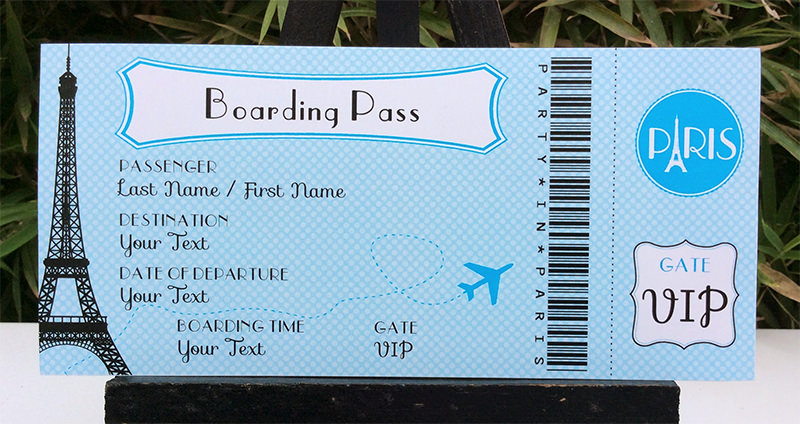 Boarding Pass
PASSENGER
Last Name / First Name
DESTINATION
Your Text
DATE OF DEPARTURE
Your Text
BOARDING TIME
Your Text
GATE
VIP
PARTY*IN*PARIS
PARIS
GATE
VIP